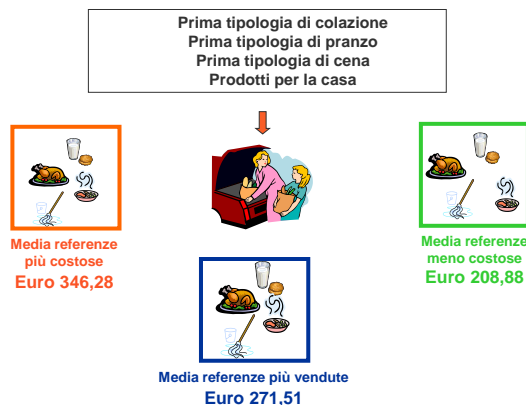 Prima tipologia di colazione
Prima tipologia di pranzo
Prima tipologia di cena
Prodotti per la casa
Media referenze
più costose
Euro 346,28
Media referenze
meno costose
Euro 208,88
Media referenze più vendute
Euro 271,51